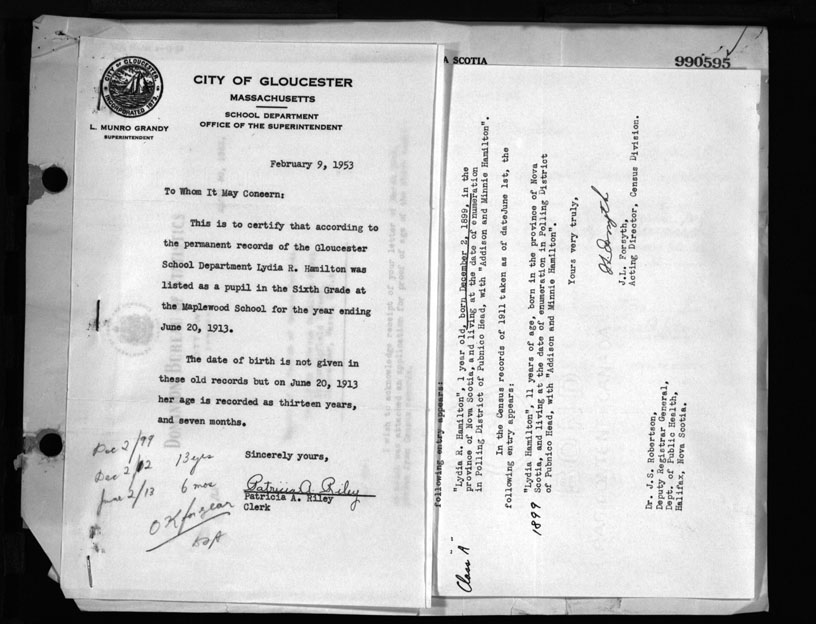 CITY OF GLOUCESTER
INCORPORATED 1873
CITY OF GLOUCESTER
MASSACHUSETTS
SCHOOL DEPARTMENT
OFFICE OF THE SUPERINTENDENT
L. MUNRO GRANDY
SUPERINTENDENT
February 9, 1953
To Whom It May Concern:
This is to certify that according to
the permanent records of the Gloucester
School Department Lydia R. Hamilton was
listed as a pupil in the Sixth Grade at
the Maplewood School for the year ending
June 20, 1913.
The date of birth is not given in
these old records but on June 20, 1913
her age is recorded as thirteen years,
and seven months.
Sincerely yours,
Patricia A. Riley
Patricia A. Riley
Clerk
Dec 2/99
Dec 2/12 13 yrs
June 2/13 6 mos
OK for year
A SCOTIA
990595
following entry appears:
"Lydia R. Hamilton", 1 year old, born December 2, 1899, in the
province of Nova Scotia, and living at the date of enumeration
in Polling District of Pubnico Head, with "Addison and Minnie Hamilton".
In the Census records of 1911 taken as of dateJune 1st, the
following entry appears:
"Lydia Hamilton", 11 years of age, born in the province of Nova
Scotia, and living at the date of enumeration in Polling District
of Pubnico Head, with "Addison and Minnie Hamilton".
1899
Yours very truly,
J.L. Forsyth
J.L. Forsyth,
Acting Director, Census Division.
Dr. J.S. Robertson,
Deputy Registrar General,
Dept. of Public Health,
Halifax, Nova Scotia.
Class A